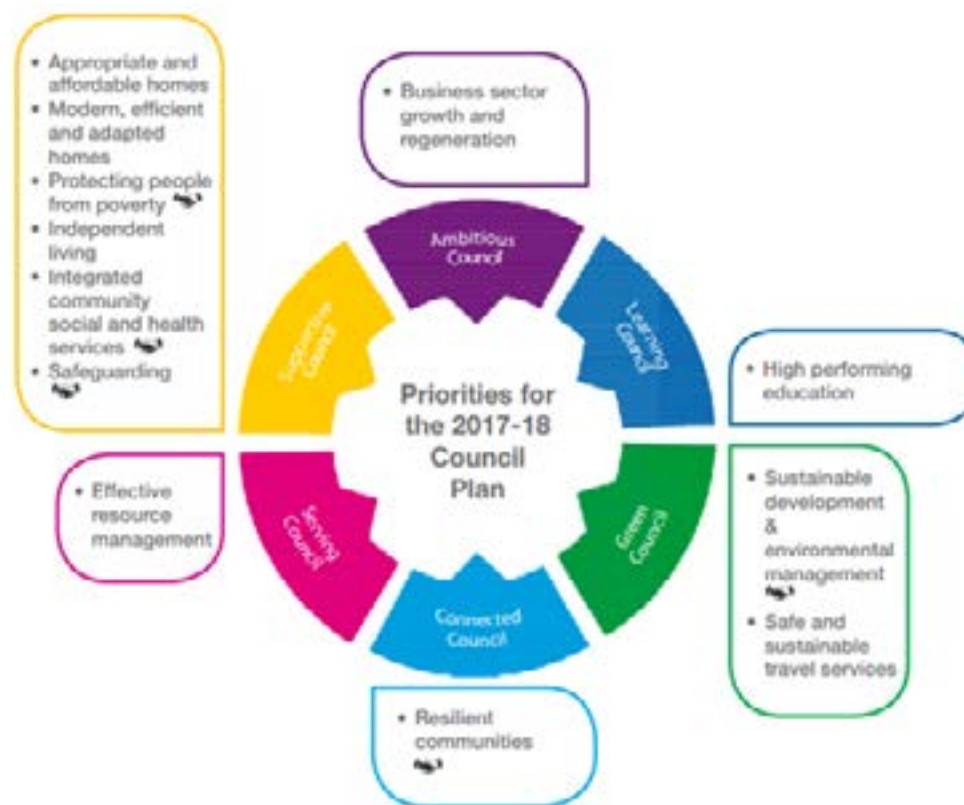 • Appropriate and
affordable homes
• Modern, efficient
and adapted
homes
• Protecting people
from poverty
• Independent
living
• Integrated
community
social and health
services
• Safeguarding
• Business sector
growth and
regeneration
Ambitious
Council
Supportive
Council
Learning
Council
• High performing
education
Priorities for
the 2017-18
Council
Plan
• Effective
resource
management
Serving
Council
Green
Council
• Sustainable
development
&
environmental
management
• Safe and
sustainable
travel services
Connected
Council
• Resilient
communities